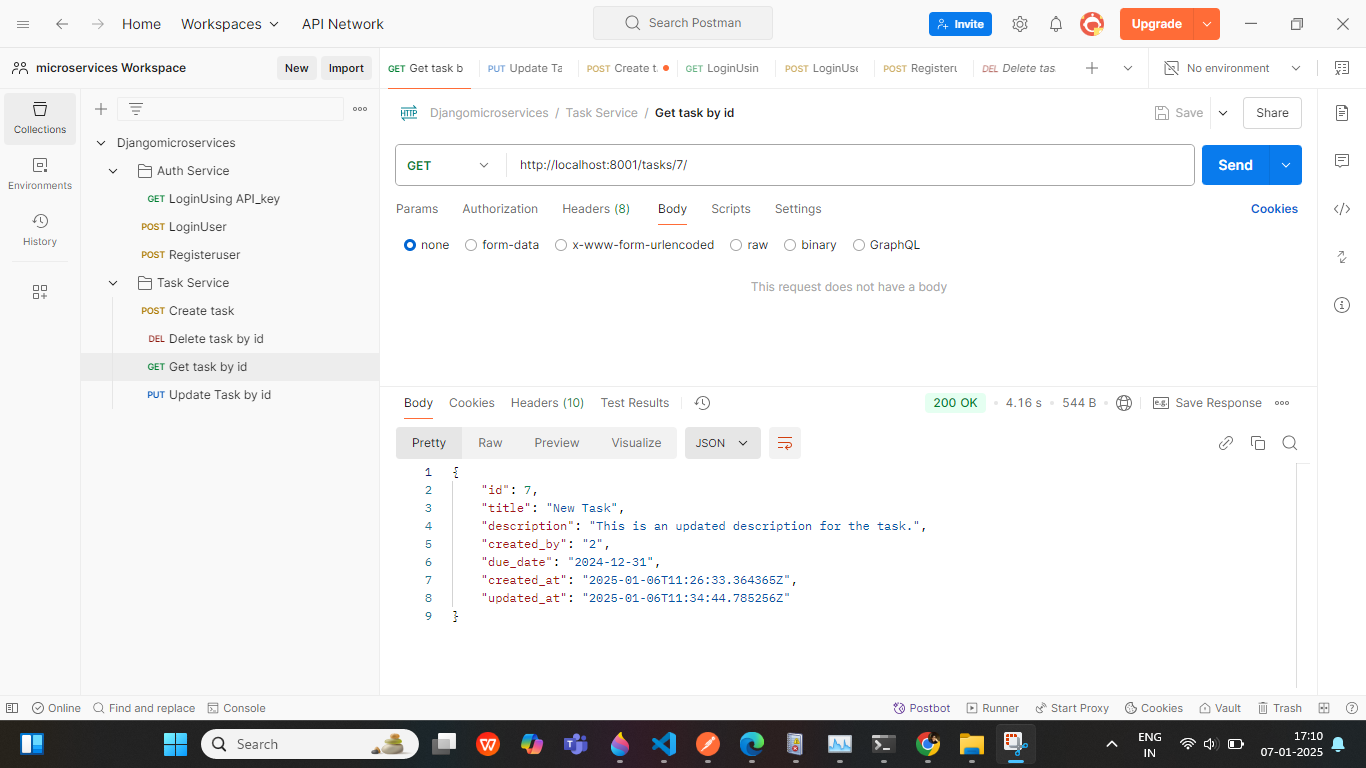 Home Workspaces API Network Search Postman Invite Upgrade
microservices Workspace New Import
GET Get task b PUT Update Ta POST Create t. GET LoginUsin POST LoginUse POST Registeru DEL Delete tas No environment
Collections
Environments
History
Djangomicroservices
Auth Service
GET LoginUsing API_key
POST LoginUser
POST Registeruser
Task Service
POST Create task
DEL Delete task by id
GET Get task by id
PUT Update Task by id
HTTP Djangomicroservices / Task Service / Get task by id Save Share
GET http://localhost:8001/tasks/7/ Send
Params Authorization Headers (8) Body Scripts Settings Cookies
none form-data x-www-form-urlencoded raw binary GraphQL
This request does not have a body
Body Cookies Headers (10) Test Results 200 OK 4.16 s 544 B e.g. Save Response
Pretty Raw Preview Visualize JSON
1 {
2 "id": 7,
3 "title": "New Task",
4 "description": "This is an updated description for the task.",
5 "created_by": "2",
6 "due_date": "2024-12-31",
7 "created_at": "2025-01-06T11:26:33.364365Z",
8 "updated_at": "2025-01-06T11:34:44.785256Z"
9 }
Online Find and replace Console Postbot Runner Start Proxy Cookies Vault Trash
Search
ENG
IN
17:10
07-01-2025